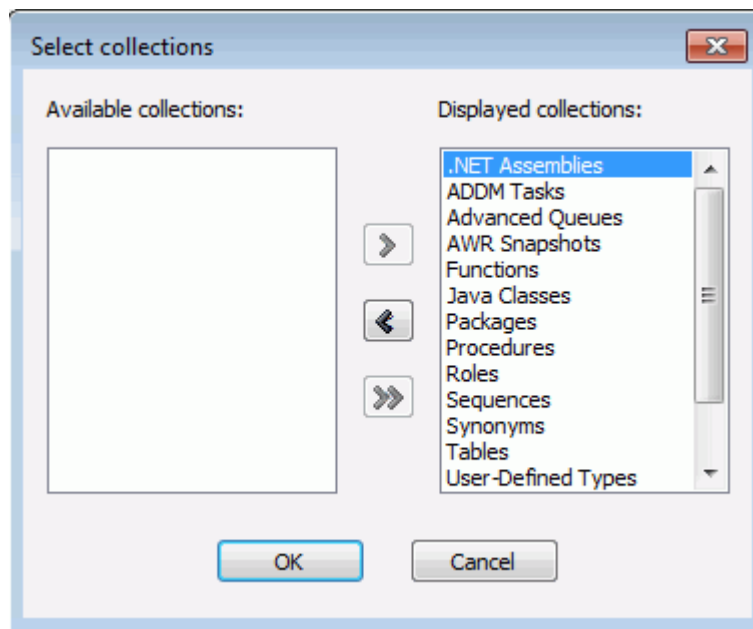 Select collections
Available collections:
Displayed collections:
.NET Assemblies
ADDM Tasks
Advanced Queues
AWR Snapshots
Functions
Java Classes
Packages
Procedures
Roles
Sequences
Synonyms
Tables
User-Defined Types
OK
Cancel